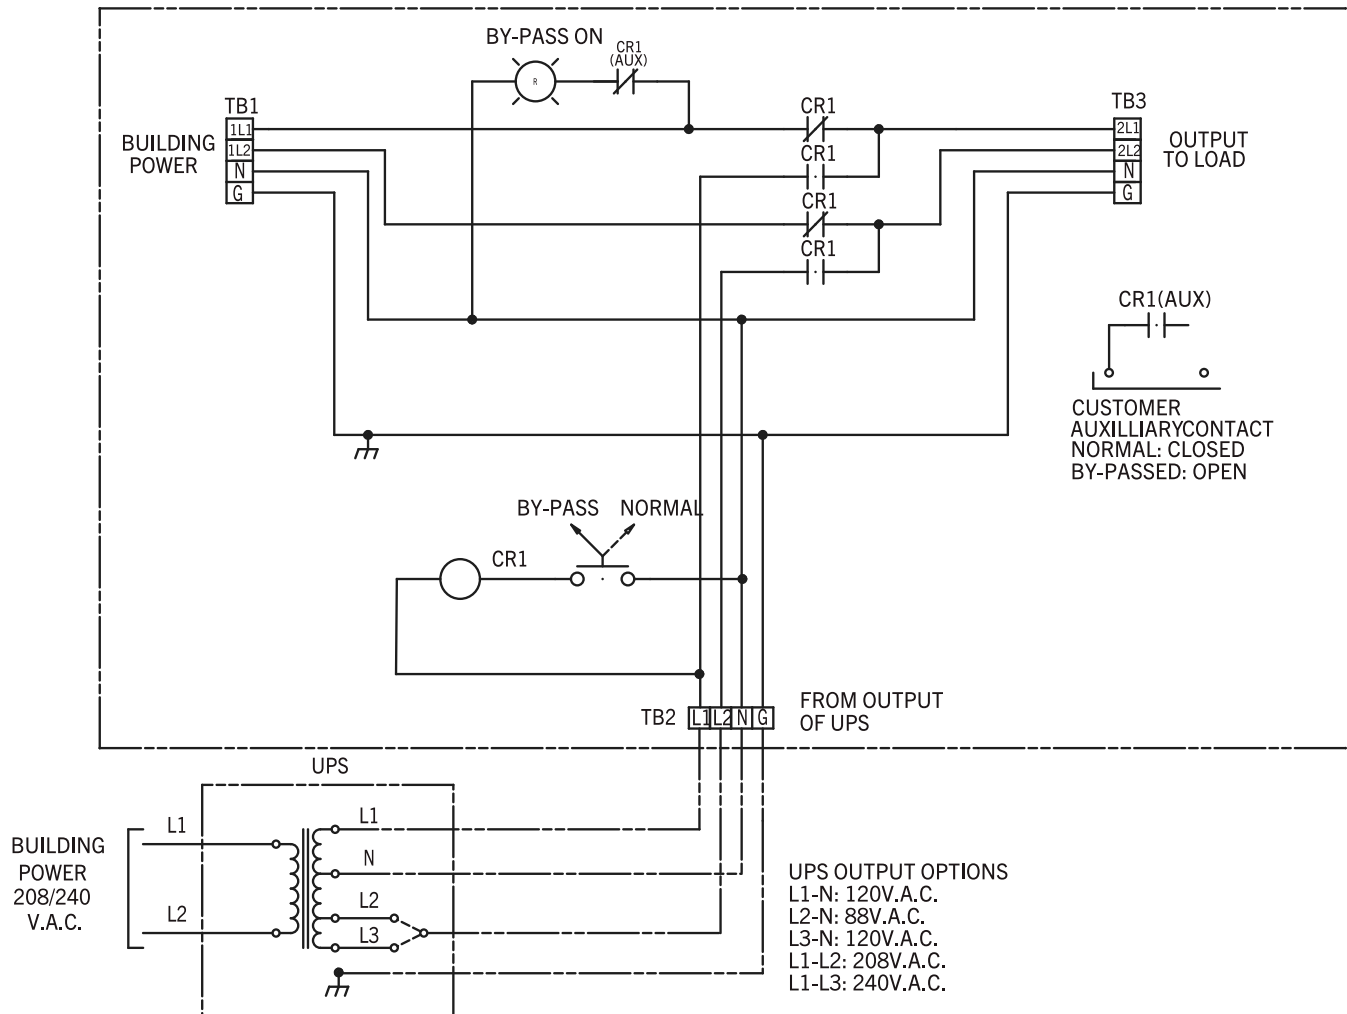 BY-PASS ON
CR1
(AUX)
R
TB1
BUILDING
POWER
1L1
1L2
N
G
CR1
CR1
CR1
CR1
TB3
2L1
2L2
N
G
OUTPUT
TO LOAD
CR1(AUX)
CUSTOMER
AUXILLIARYCONTACT
NORMAL: CLOSED
BY-PASSED: OPEN
BY-PASS NORMAL
CR1
TB2
L1
L2
N
G
FROM OUTPUT
OF UPS
UPS
BUILDING
POWER
208/240
V.A.C.
L1
L2
L1
N
L2
L3
UPS OUTPUT OPTIONS
L1-N: 120V.A.C.
L2-N: 88V.A.C.
L3-N: 120V.A.C.
L1-L2: 208V.A.C.
L1-L3: 240V.A.C.